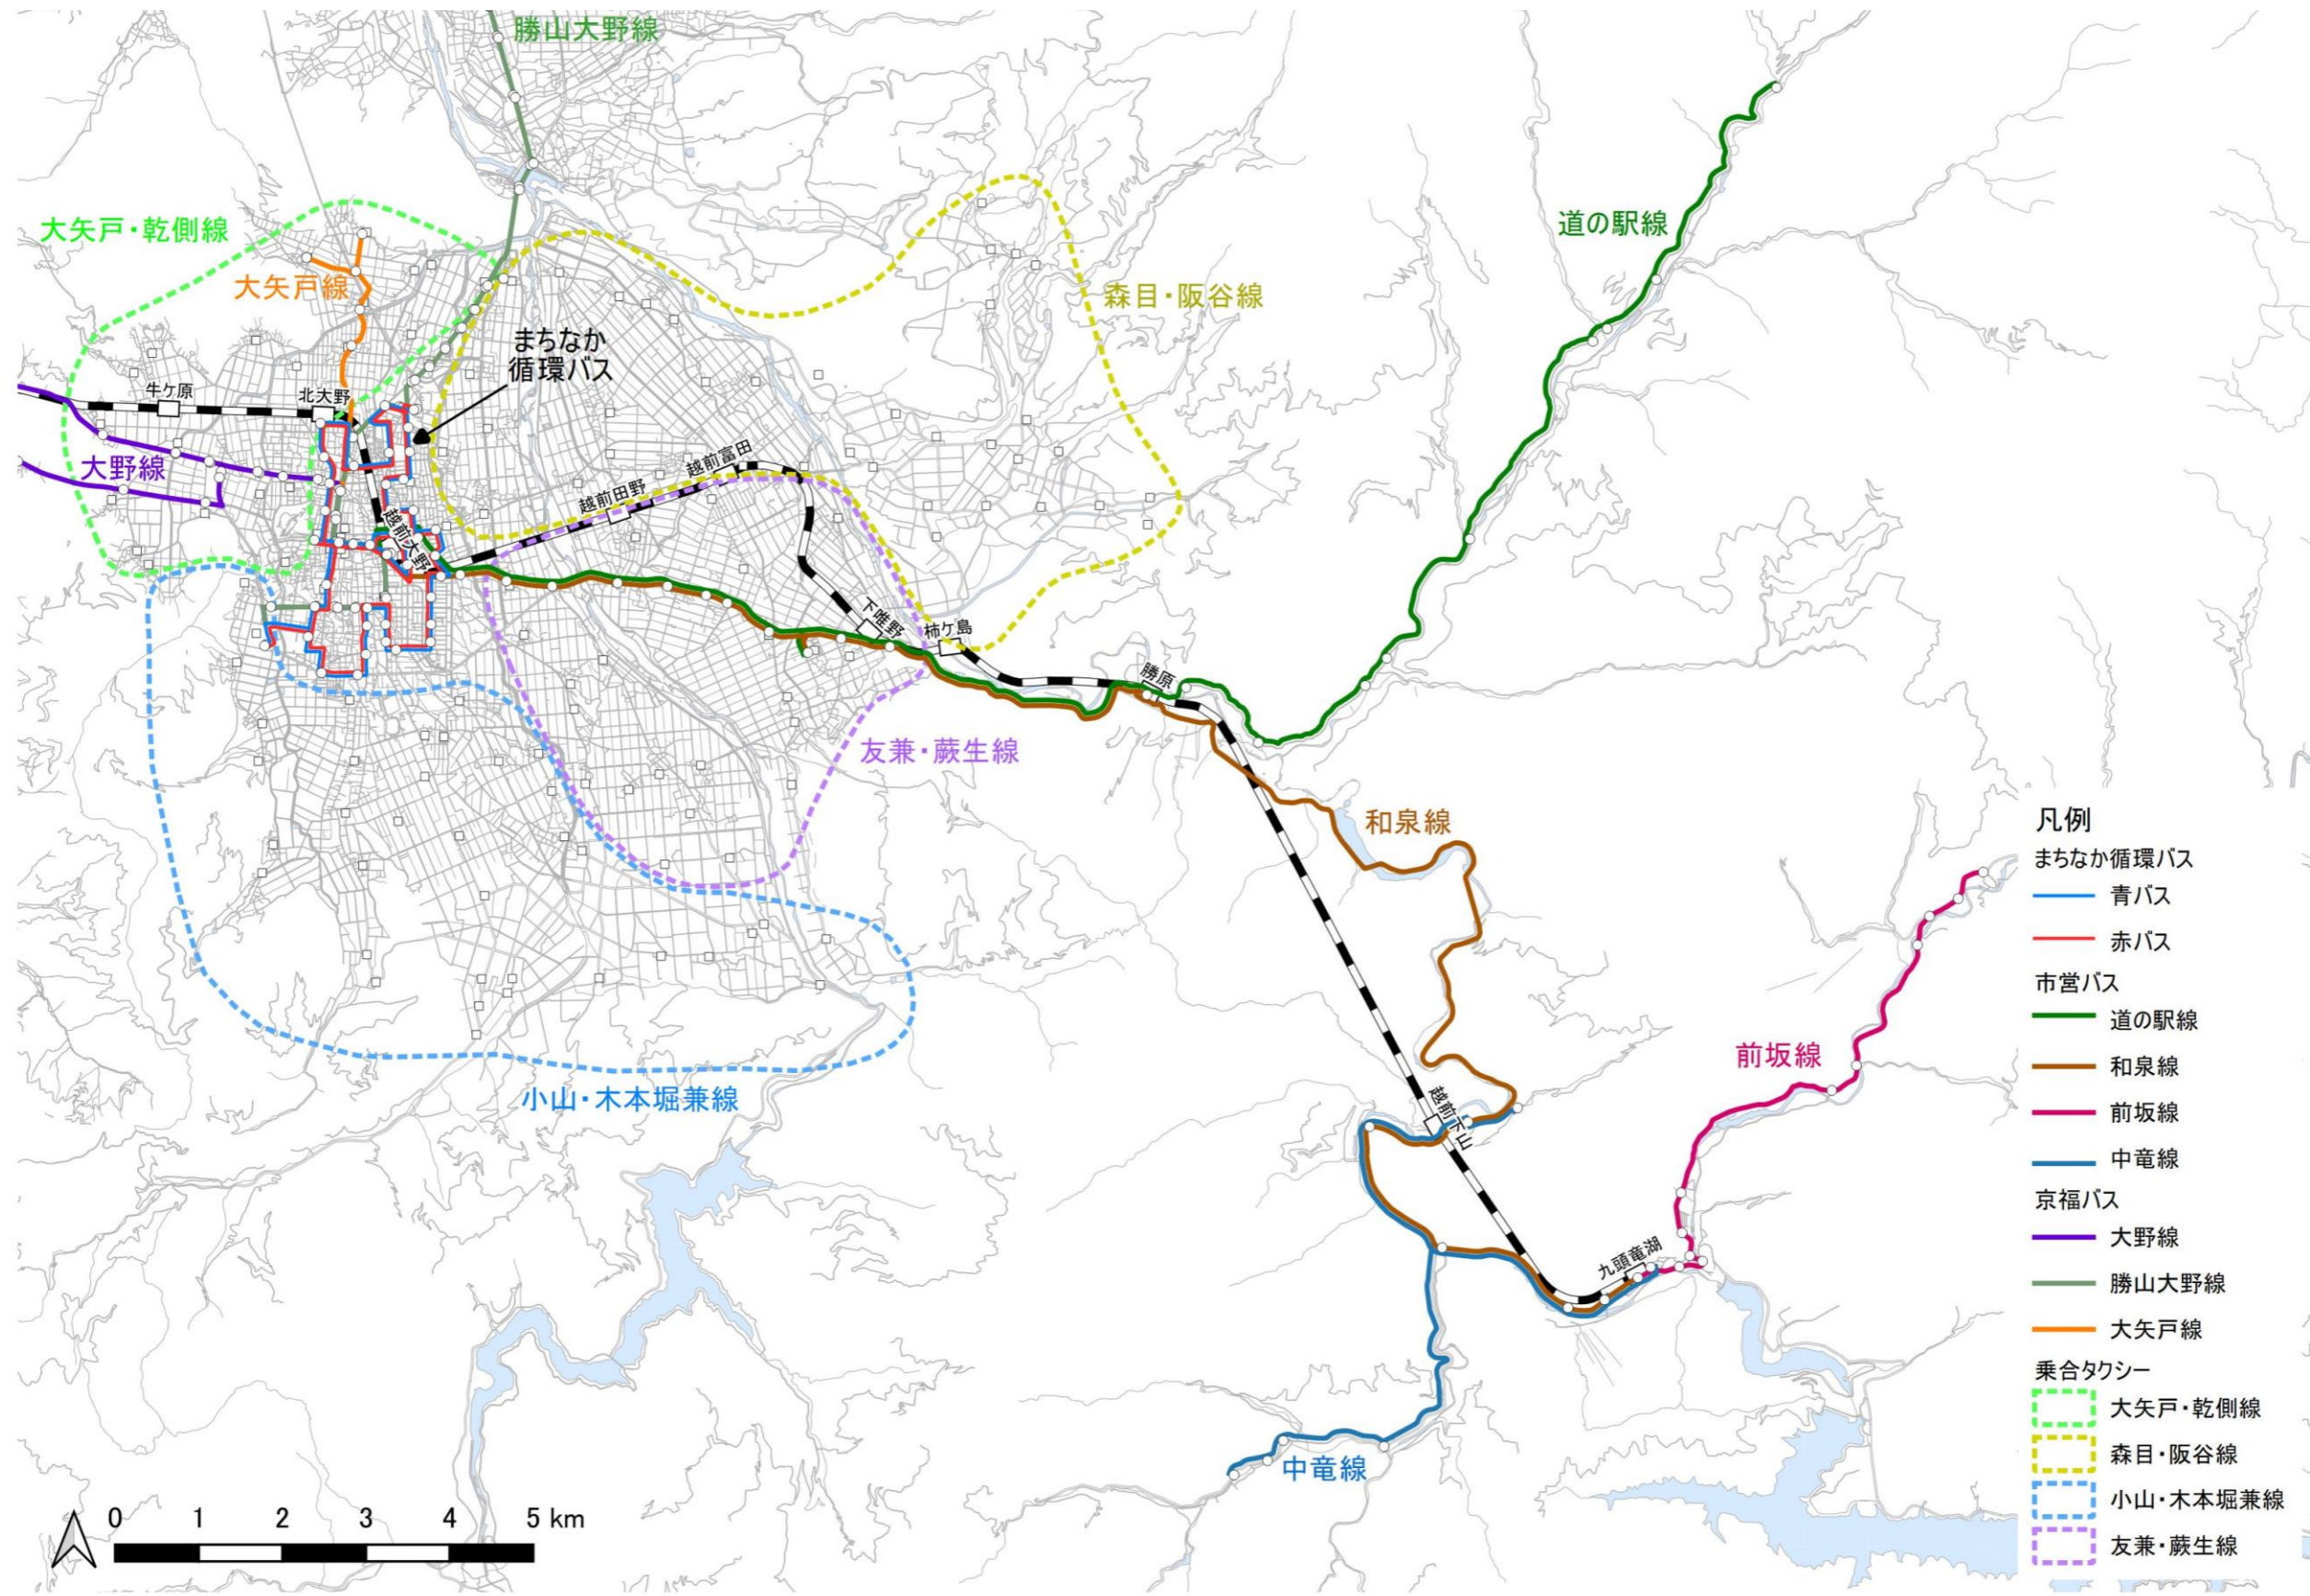 勝山大野線
大矢戸・乾側線
大矢戸線
まちなか
循環バス
道の駅線
森目・阪谷線
牛ケ原
北大野
大野線
越前大野
越前田野
越前富田
下唯野
柿ケ島
勝原
友兼・蕨生線
和泉線
小山・木本堀兼線
前坂線
越前下山
九頭竜湖
中竜線
0 1 2 3 4 5 km
凡例
まちなか循環バス
青バス
赤バス
市営バス
道の駅線
和泉線
前坂線
中竜線
京福バス
大野線
勝山大野線
大矢戸線
乗合タクシー
大矢戸・乾側線
森目・阪谷線
小山・木本堀兼線
友兼・蕨生線